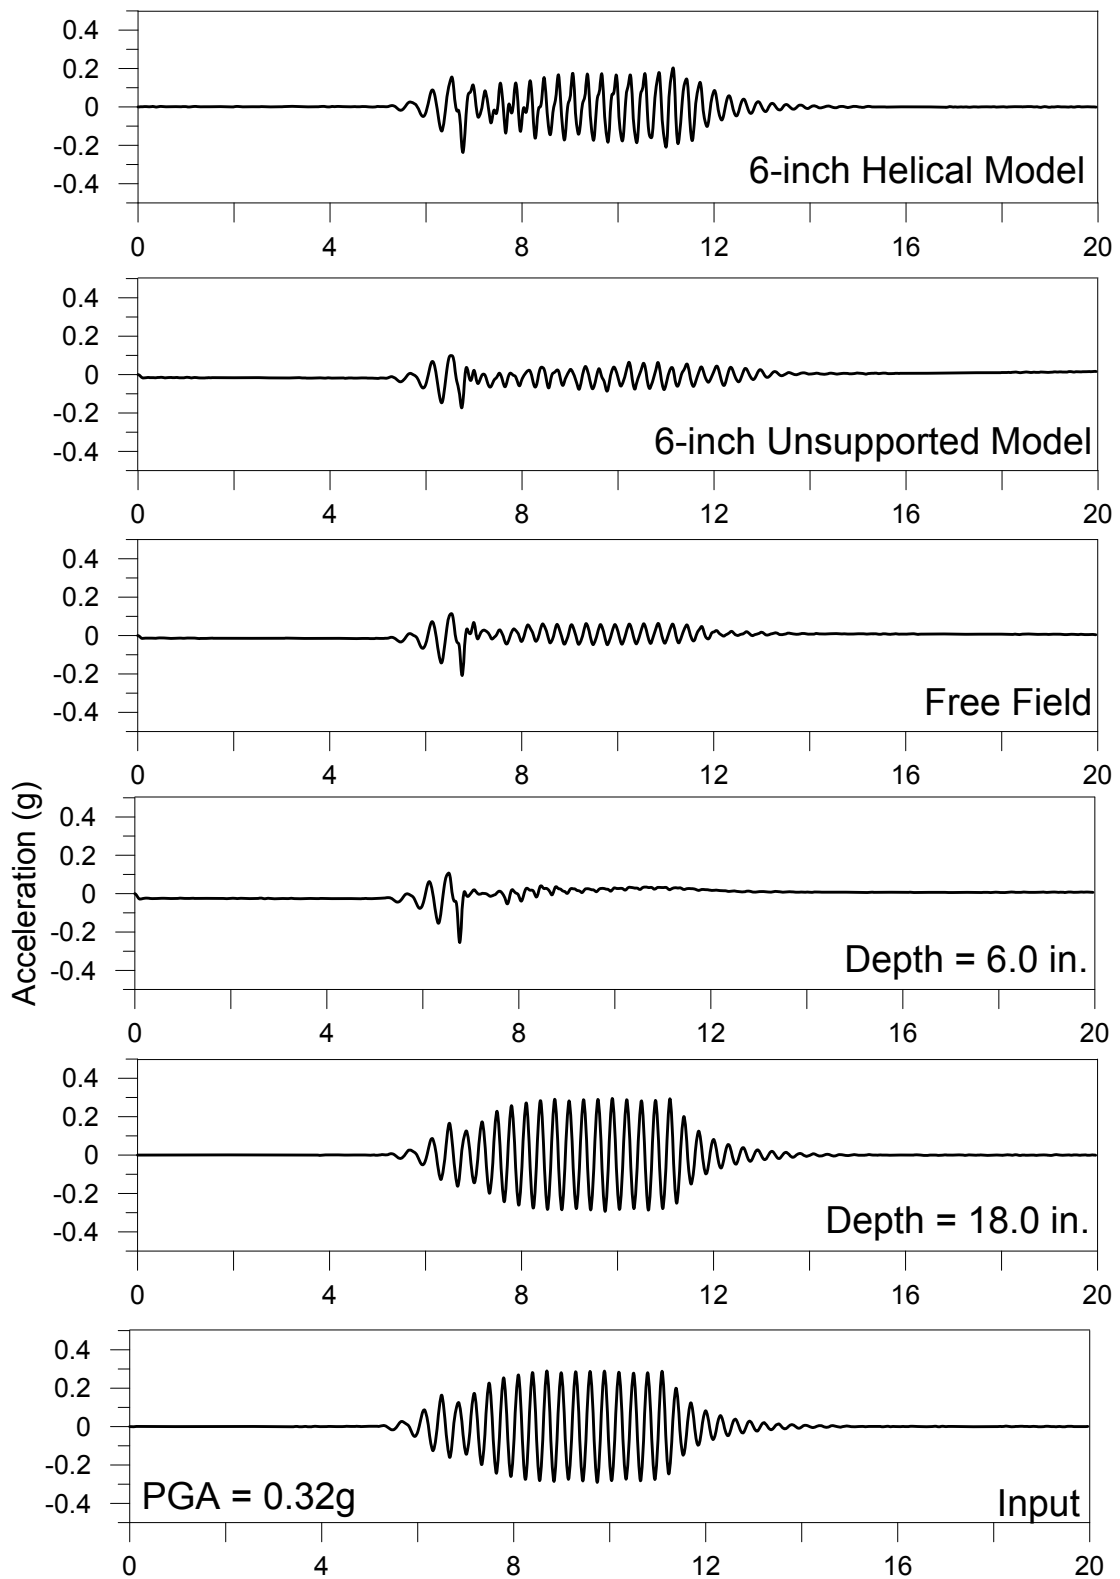 0.4
0.2
0
-0.2
-0.4
6-inch Helical Model
0 4 8 12 16 20
0.4
0.2
0
-0.2
-0.4
6-inch Unsupported Model
0 4 8 12 16 20
0.4
0.2
0
-0.2
-0.4
Free Field
0 4 8 12 16 20
Acceleration (g)
0.4
0.2
0
-0.2
-0.4
Depth = 6.0 in.
0 4 8 12 16 20
0.4
0.2
0
-0.2
-0.4
Depth = 18.0 in.
0 4 8 12 16 20
0.4
0.2
0
-0.2
-0.4
PGA = 0.32g
Input
0 4 8 12 16 20